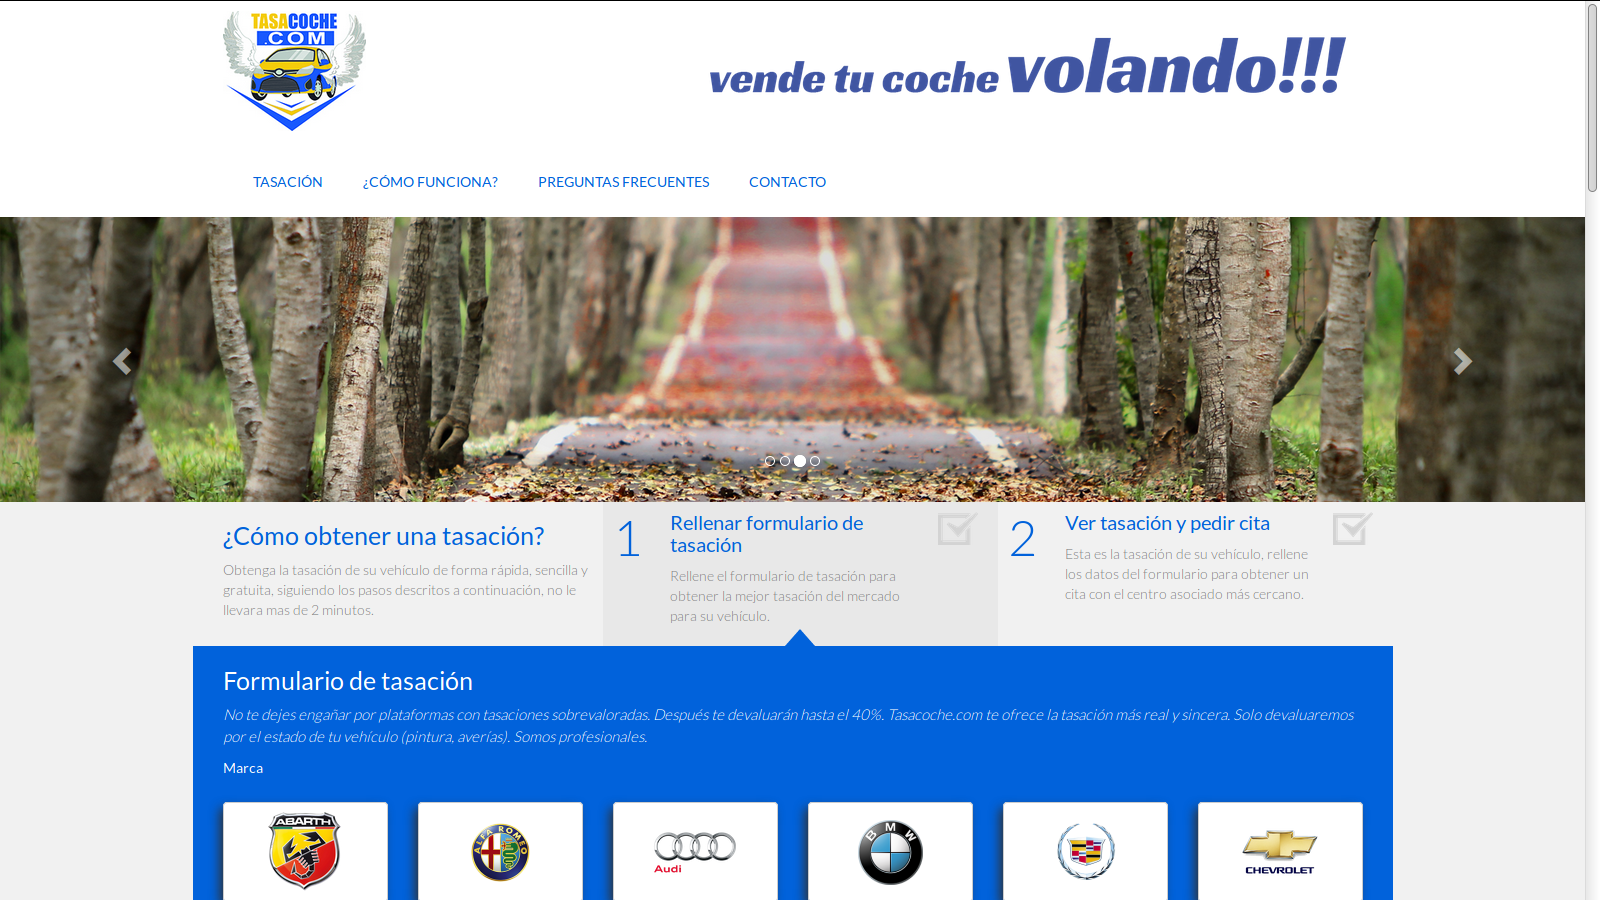 TASACOCHE
.COM
vende tu coche volando!!!
TASACIÓN
¿CÓMO FUNCIONA?
PREGUNTAS FRECUENTES
CONTACTO
¿Cómo obtener una tasación?
Obtenga la tasación de su vehículo de forma rápida, sencilla y
gratuita, siguiendo los pasos descritos a continuación, no le
llevara mas de 2 minutos.
1
Rellenar formulario de
tasación
Rellene el formulario de tasación para
obtener la mejor tasación del mercado
para su vehículo.
2
Ver tasación y pedir cita
Esta es la tasación de su vehículo, rellene
los datos del formulario para obtener un
cita con el centro asociado más cercano.
Formulario de tasación
No te dejes engañar por plataformas con tasaciones sobrevaloradas. Después te devaluarán hasta el 40%. Tasacoche.com te ofrece la tasación más real y sincera. Solo devaluaremos
por el estado de tu vehículo (pintura, averías). Somos profesionales.
Marca
ABARTH
ALFA ROMEO
Audi
BMW
CHEVROLET